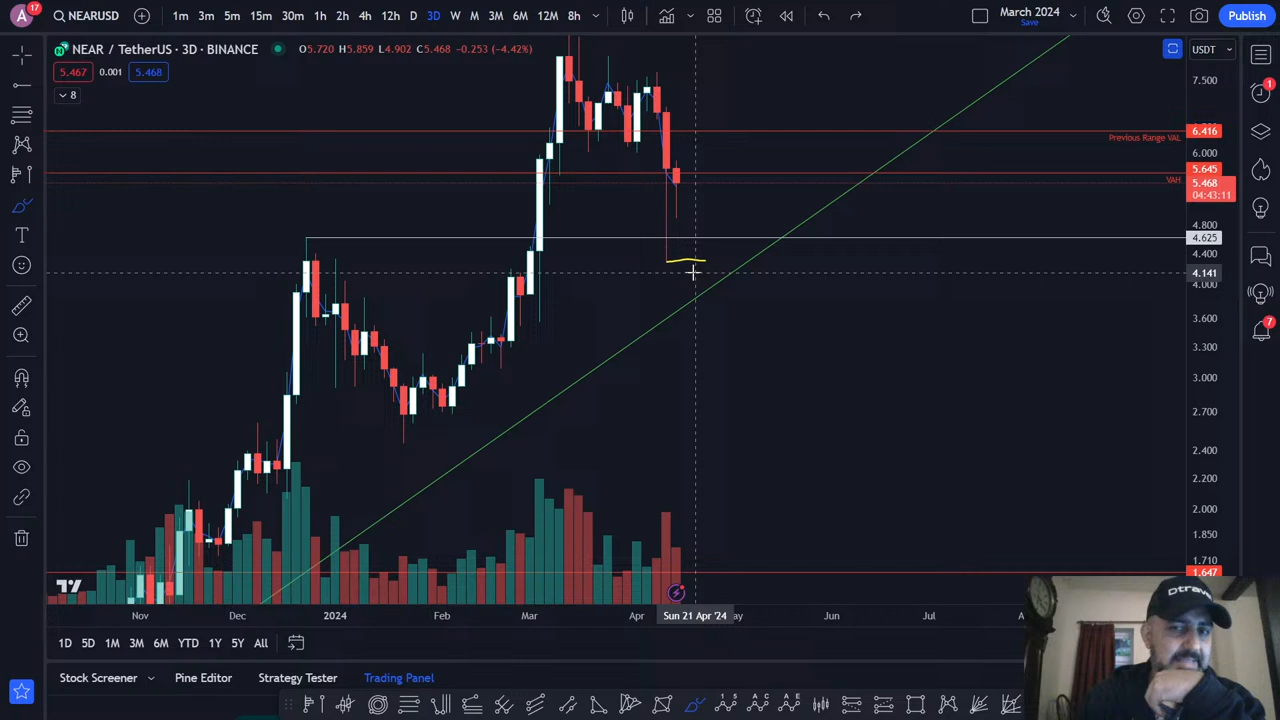 A 17 NEARUSD 1m 3m 5m 15m 30m 1h 2h 4h 12h D 3D W M 3M 6M 12M 8h March 2024 Save Publish
NEAR / TetherUS · 3D · BINANCE O5.720 H5.859 L4.902 C5.468 −0.253 (−4.42%) USDT
5.467 0.001 5.468
8
7.500
6.416
Previous Range VAL
6.000
5.645
VAH
5.468
04:43:11
4.800
4.625
4.400
4.141
4.000
3.600
3.300
3.000
2.700
2.400
2.200
2.000
1.850
1.710
1.647
1
7
Nov Dec 2024 Feb Mar Apr Sun 21 Apr '24 ay Jun Jul A
1D 5D 1M 3M 6M YTD 1Y 5Y All
Stock Screener Pine Editor Strategy Tester Trading Panel
Dtrave